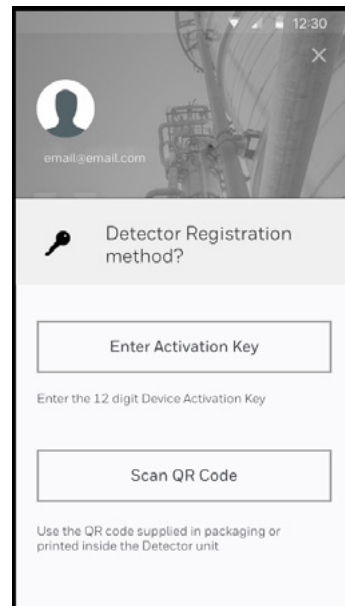 12:30
email@email.com
Detector Registration
method?
Enter Activation Key
Enter the 12 digit Device Activation Key
Scan QR Code
Use the QR code supplied in packaging or
printed inside the Detector unit